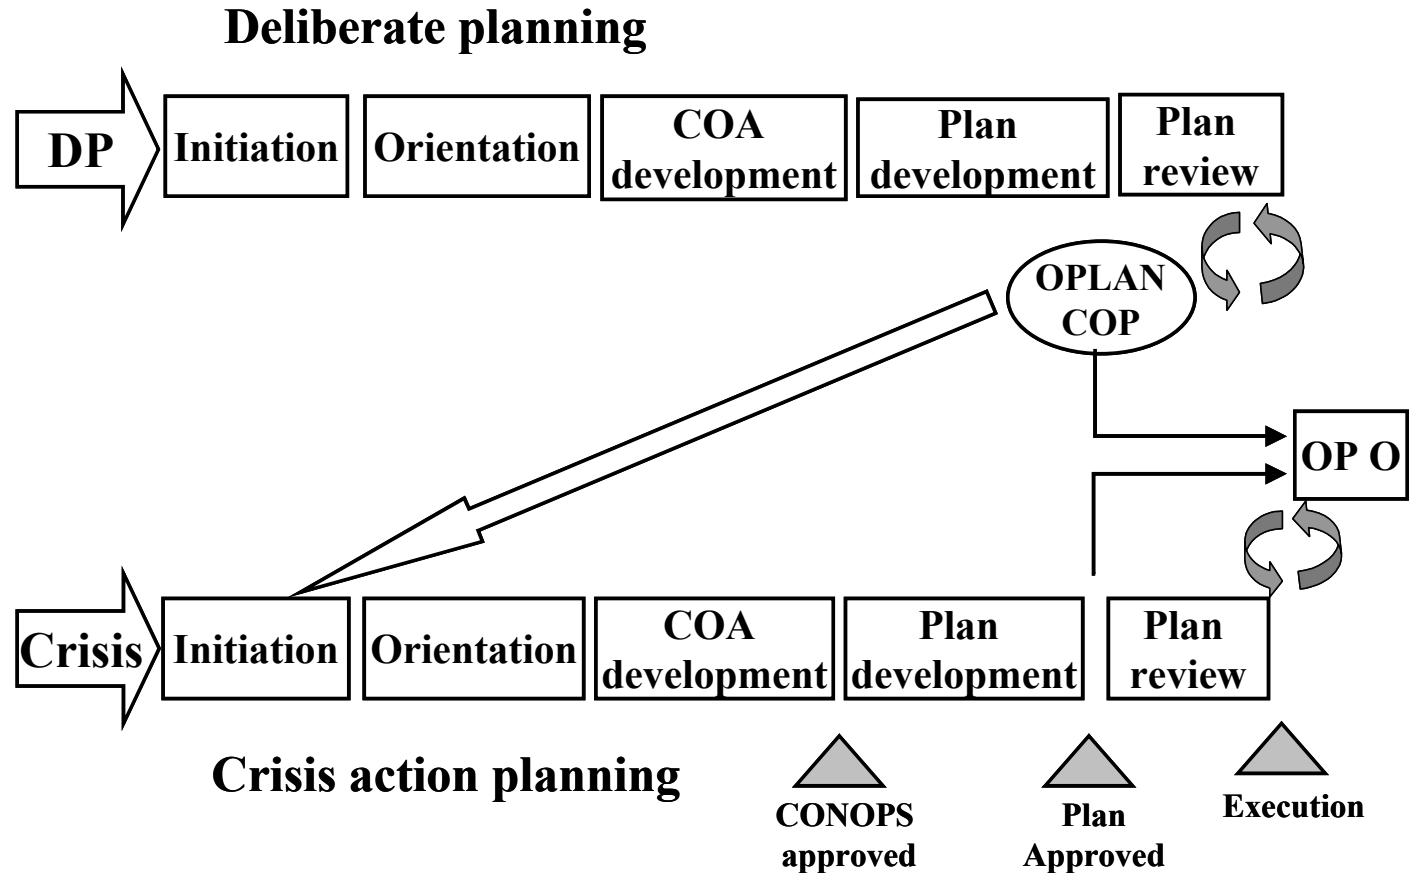 Deliberate planning
DP
Initiation
Orientation
COA
development
Plan
development
Plan
review
OPLAN
COP
OP O
Crisis
Initiation
Orientation
COA
development
Plan
development
Plan
review
Crisis action planning
CONOPS
approved
Plan
Approved
Execution